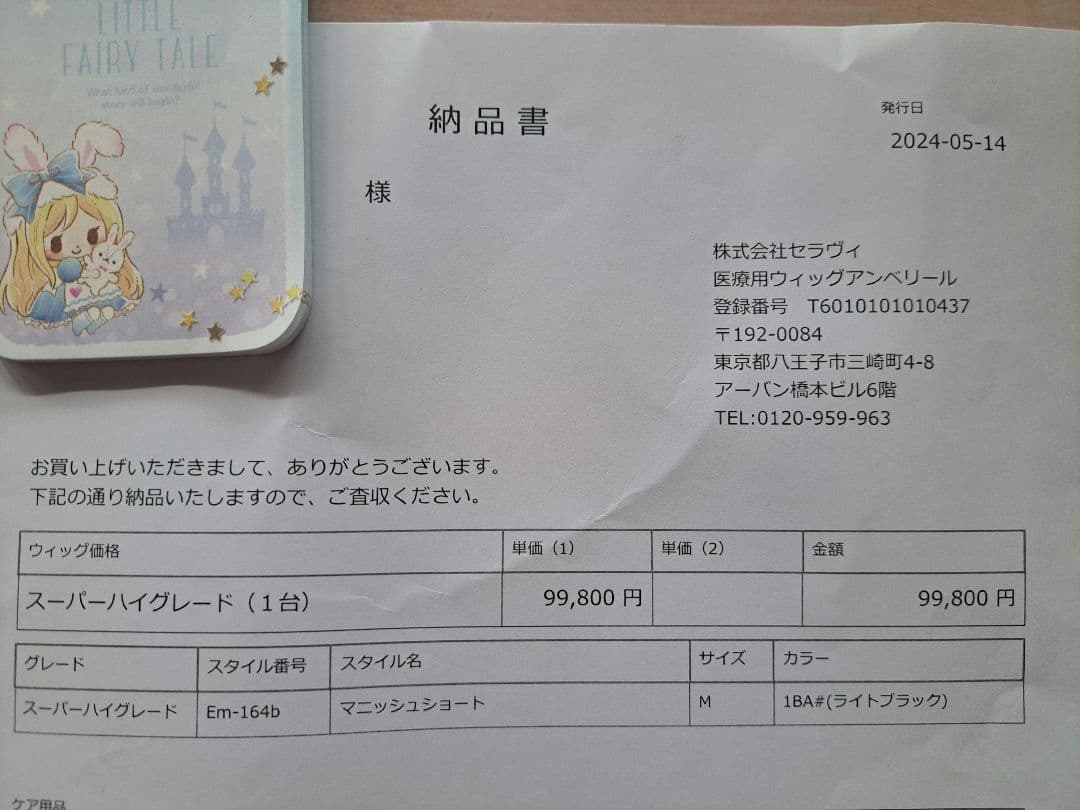 LITTLE
FAIRY TALE
What kind of wonderful
story will begin?
納品書
発行日
2024-05-14
様
株式会社セラヴィ
医療用ウィッグアンベリール
登録番号 T6010101010437
〒192-0084
東京都八王子市三崎町4-8
アーバン橋本ビル6階
TEL:0120-959-963
お買い上げいただきまして、ありがとうございます。
下記の通り納品いたしますので、ご査収ください。
ウィッグ価格 単価（1） 単価（2） 金額
スーパーハイグレード（１台） 99,800 円 99,800 円
グレード スタイル番号 スタイル名 サイズ カラー
スーパーハイグレード Em-164b マニッシュショート M 1BA#(ライトブラック)
ケア用品